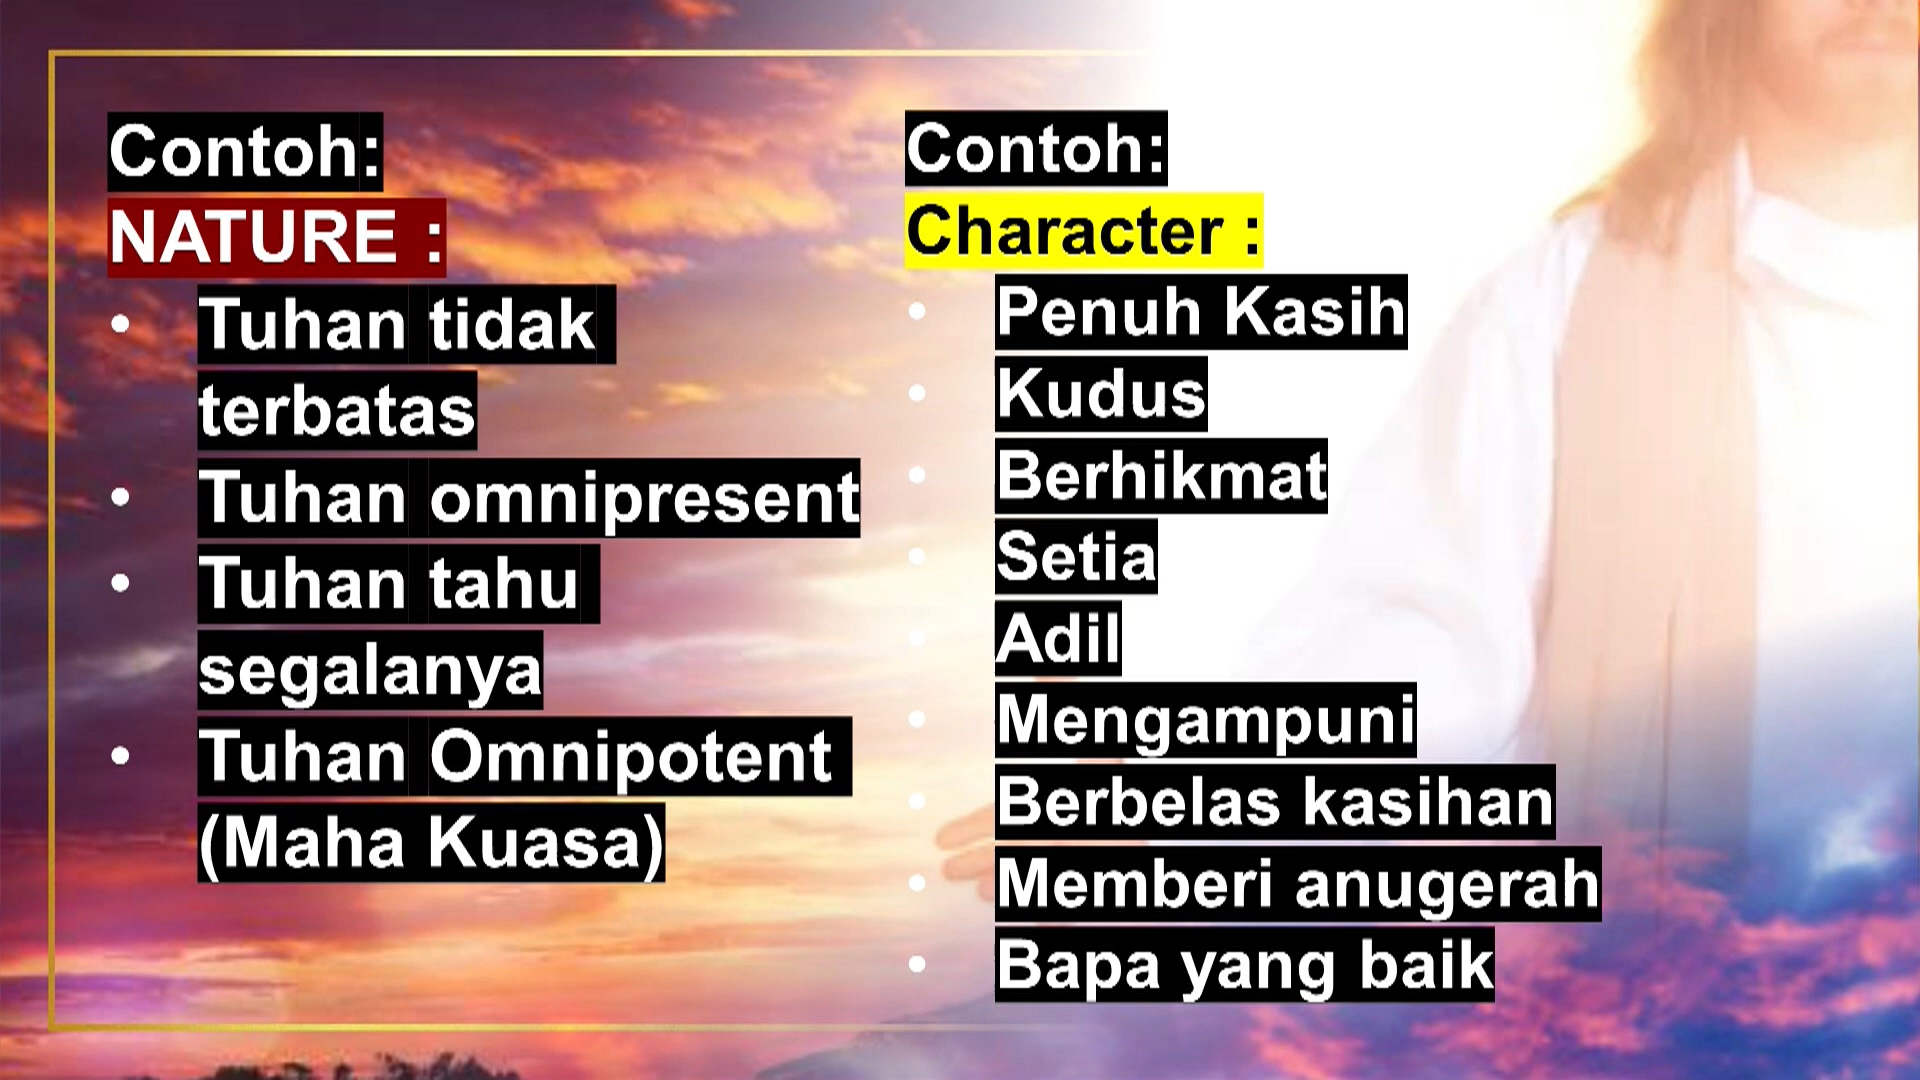 Contoh:
NATURE :
• Tuhan tidak
terbatas
• Tuhan omnipresent
• Tuhan tahu
segalanya
• Tuhan Omnipotent
(Maha Kuasa)
Contoh:
Character :
• Penuh Kasih
• Kudus
• Berhikmat
• Setia
• Adil
• Mengampuni
• Berbelas kasihan
• Memberi anugerah
• Bapa yang baik